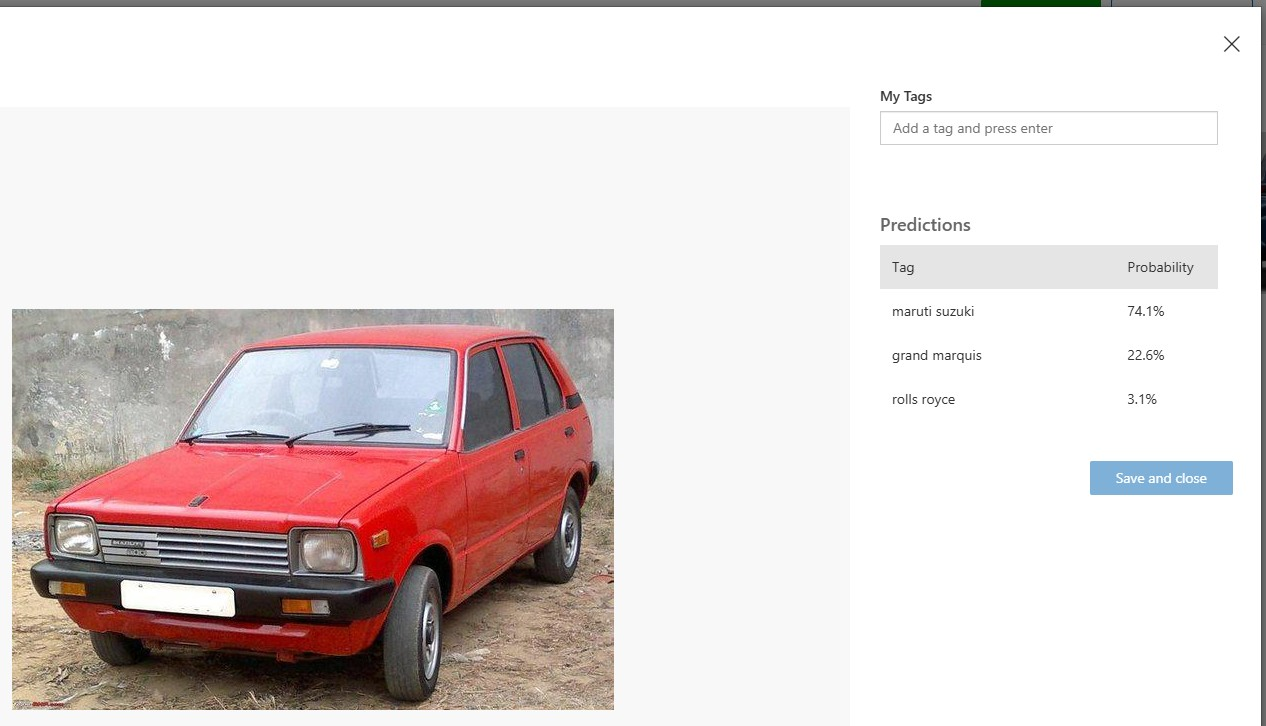 My Tags
Add a tag and press enter
Predictions
Tag Probability
maruti suzuki 74.1%
grand marquis 22.6%
rolls royce 3.1%
Save and close